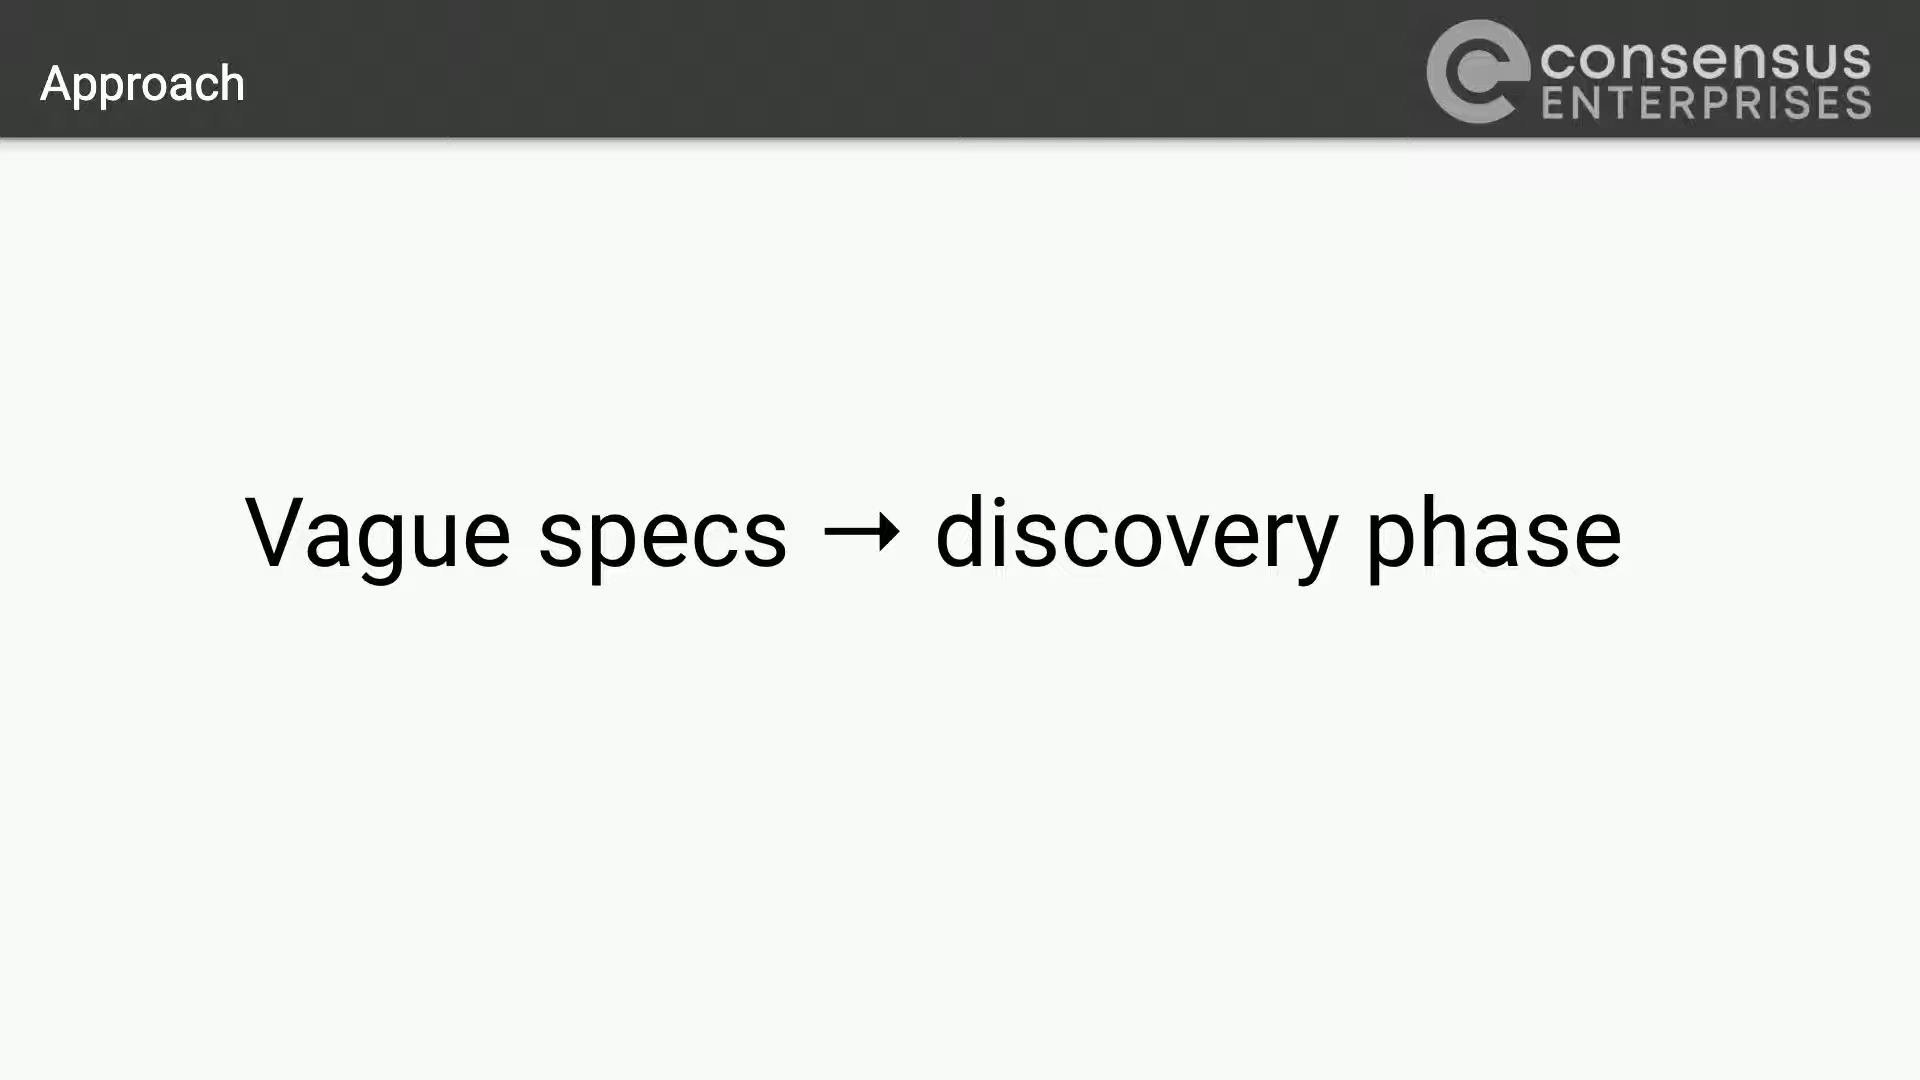 Approach
consensus
ENTERPRISES
Vague specs → discovery phase